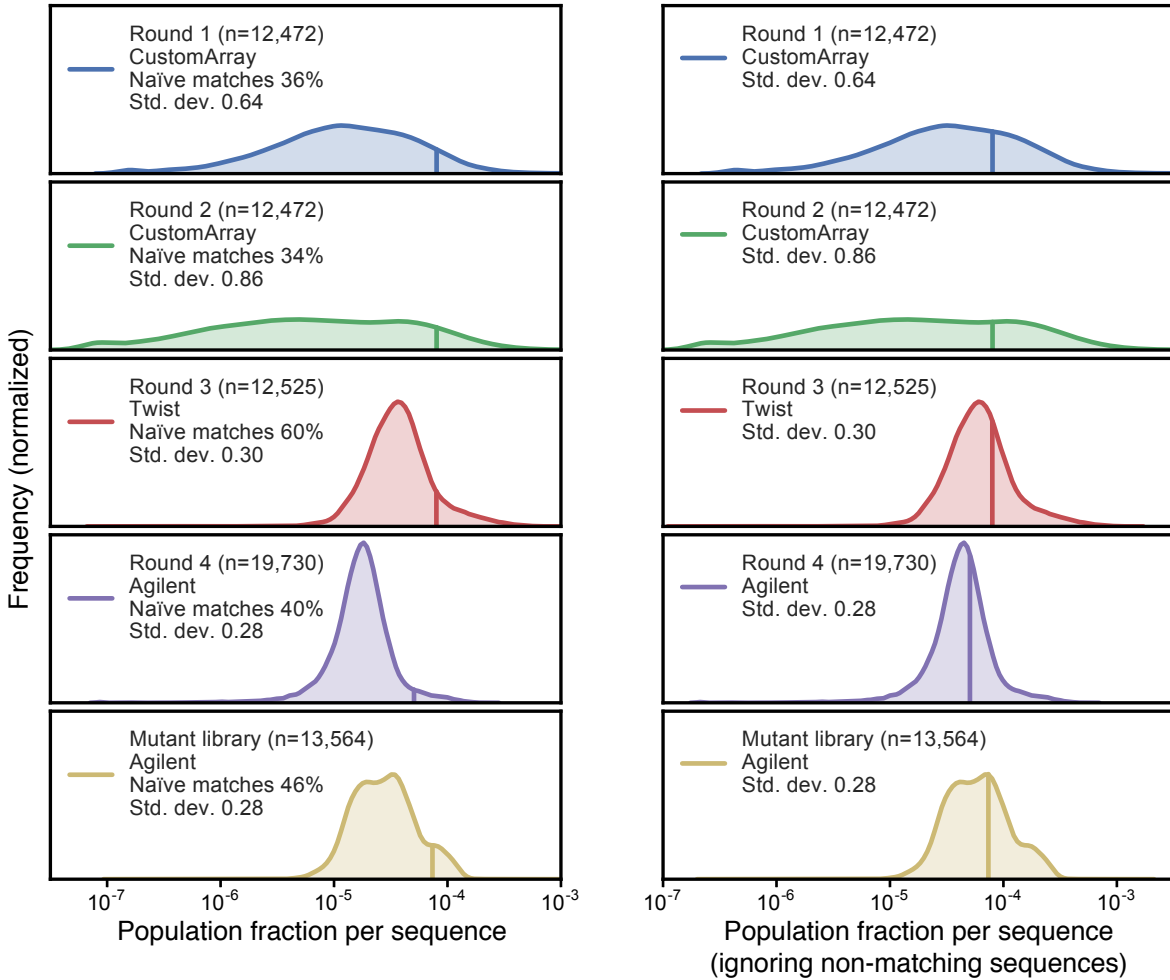 Frequency (normalized)
Round 1 (n=12,472)
CustomArray
Naïve matches 36%
Std. dev. 0.64
Round 2 (n=12,472)
CustomArray
Naïve matches 34%
Std. dev. 0.86
Round 3 (n=12,525)
Twist
Naïve matches 60%
Std. dev. 0.30
Round 4 (n=19,730)
Agilent
Naïve matches 40%
Std. dev. 0.28
Mutant library (n=13,564)
Agilent
Naïve matches 46%
Std. dev. 0.28
10⁻⁷ 10⁻⁶ 10⁻⁵ 10⁻⁴ 10⁻³
Population fraction per sequence
Round 1 (n=12,472)
CustomArray
Std. dev. 0.64
Round 2 (n=12,472)
CustomArray
Std. dev. 0.86
Round 3 (n=12,525)
Twist
Std. dev. 0.30
Round 4 (n=19,730)
Agilent
Std. dev. 0.28
Mutant library (n=13,564)
Agilent
Std. dev. 0.28
10⁻⁷ 10⁻⁶ 10⁻⁵ 10⁻⁴ 10⁻³
Population fraction per sequence
(ignoring non-matching sequences)